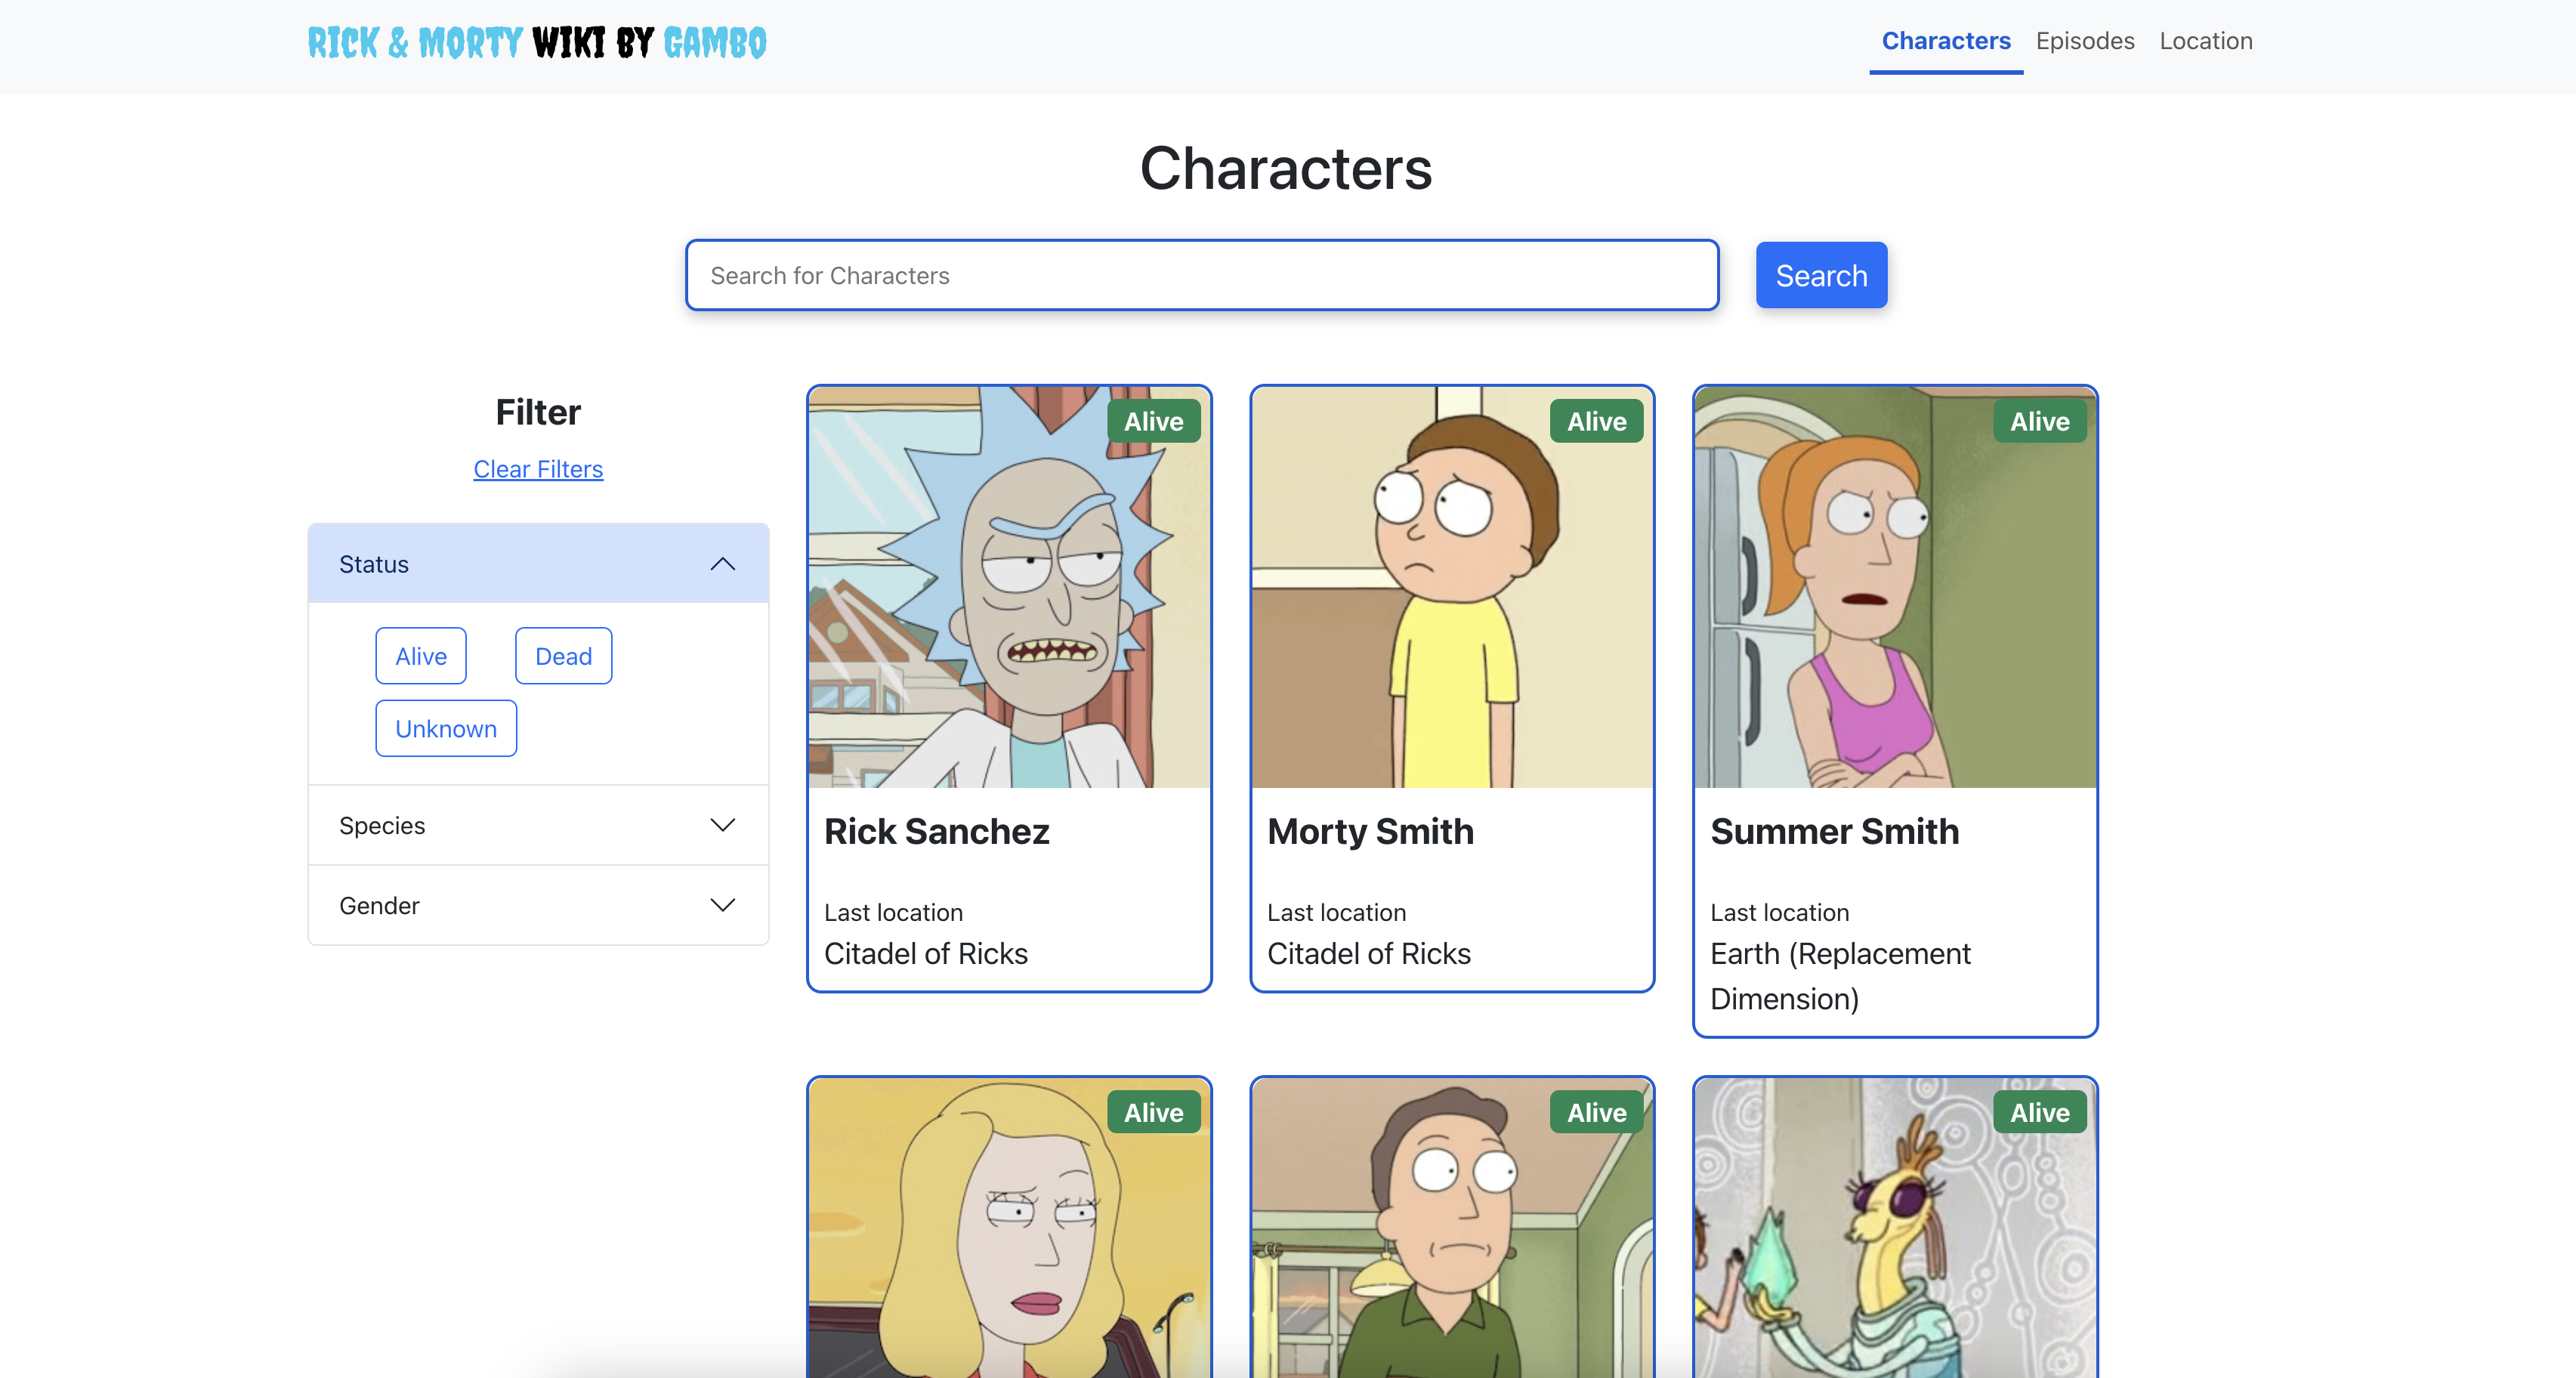 RICK & MORTY WIKI BY GAMBO
Characters
Episodes
Location
Characters
Search for Characters
Search
Filter
Clear Filters
Status
Alive
Dead
Unknown
Species
Gender
Alive
Rick Sanchez
Last location
Citadel of Ricks
Alive
Morty Smith
Last location
Citadel of Ricks
Alive
Summer Smith
Last location
Earth (Replacement
Dimension)
Alive
Alive
Alive